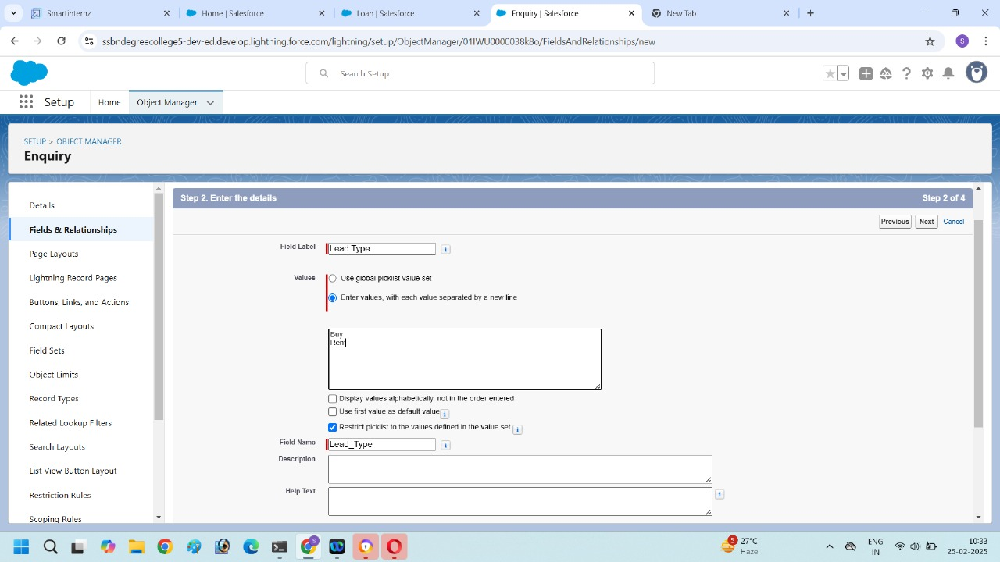 Smartinternz
Home | Salesforce
Loan | Salesforce
Enquiry | Salesforce
New Tab
ssbndegreecollege5-dev-ed.develop.lightning.force.com/lightning/setup/ObjectManager/01IWU0000038k8o/FieldsAndRelationships/new
S
Search Setup
Setup
Home
Object Manager
SETUP > OBJECT MANAGER
Enquiry
Details
Fields & Relationships
Page Layouts
Lightning Record Pages
Buttons, Links, and Actions
Compact Layouts
Field Sets
Object Limits
Record Types
Related Lookup Filters
Search Layouts
List View Button Layout
Restriction Rules
Scoping Rules
Step 2. Enter the details
Step 2 of 4
Previous
Next
Cancel
Field Label
Lead Type
Values
Use global picklist value set
Enter values, with each value separated by a new line
Buy
Rent
Display values alphabetically, not in the order entered
Use first value as default value
Restrict picklist to the values defined in the value set
Field Name
Lead_Type
Description
Help Text
5
27°C
Haze
ENG
IN
10:33
25-02-2025